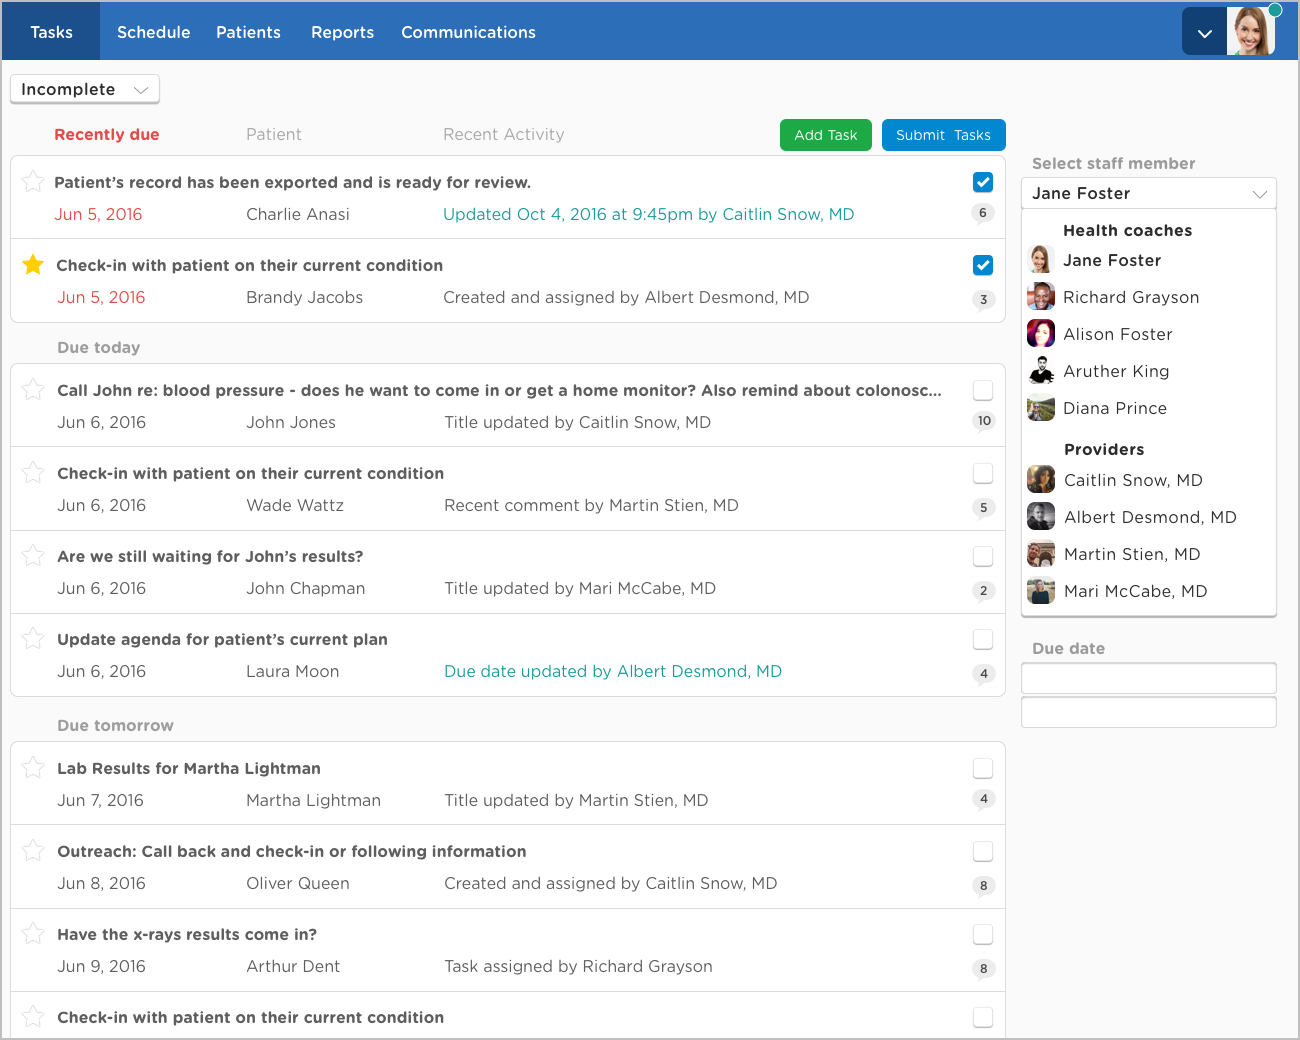 Tasks Schedule Patients Reports Communications
Incomplete
Recently due Patient Recent Activity Add Task Submit Tasks
Patient’s record has been exported and is ready for review.
Jun 5, 2016 Charlie Anasi Updated Oct 4, 2016 at 9:45pm by Caitlin Snow, MD 6
Check-in with patient on their current condition
Jun 5, 2016 Brandy Jacobs Created and assigned by Albert Desmond, MD 3
Due today
Call John re: blood pressure - does he want to come in or get a home monitor? Also remind about colonosc...
Jun 6, 2016 John Jones Title updated by Caitlin Snow, MD 10
Check-in with patient on their current condition
Jun 6, 2016 Wade Wattz Recent comment by Martin Stien, MD 5
Are we still waiting for John’s results?
Jun 6, 2016 John Chapman Title updated by Mari McCabe, MD 2
Update agenda for patient’s current plan
Jun 6, 2016 Laura Moon Due date updated by Albert Desmond, MD 4
Due tomorrow
Lab Results for Martha Lightman
Jun 7, 2016 Martha Lightman Title updated by Martin Stien, MD 4
Outreach: Call back and check-in or following information
Jun 8, 2016 Oliver Queen Created and assigned by Caitlin Snow, MD 8
Have the x-rays results come in?
Jun 9, 2016 Arthur Dent Task assigned by Richard Grayson 8
Check-in with patient on their current condition
Select staff member
Jane Foster
Health coaches
Jane Foster
Richard Grayson
Alison Foster
Aruther King
Diana Prince
Providers
Caitlin Snow, MD
Albert Desmond, MD
Martin Stien, MD
Mari McCabe, MD
Due date